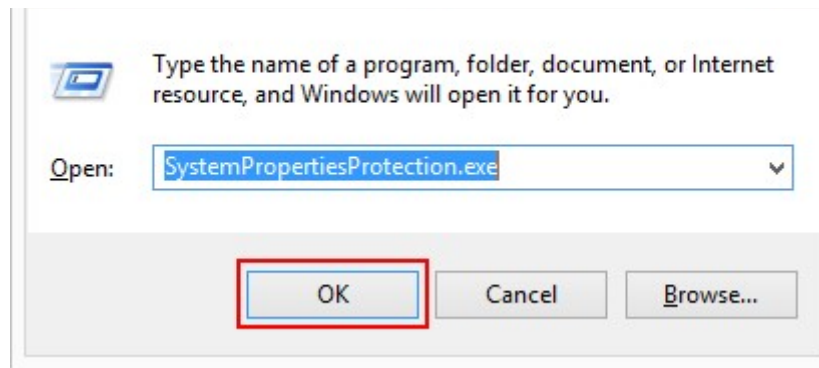 Type the name of a program, folder, document, or Internet
resource, and Windows will open it for you.
Open: SystemPropertiesProtection.exe
OK Cancel Browse...